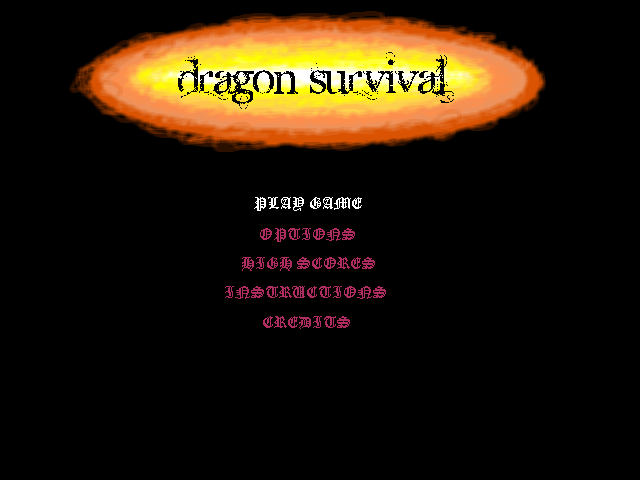 dragon survival
PLAY GAME
OPTIONS
HIGH SCORES
INSTRUCTIONS
CREDITS